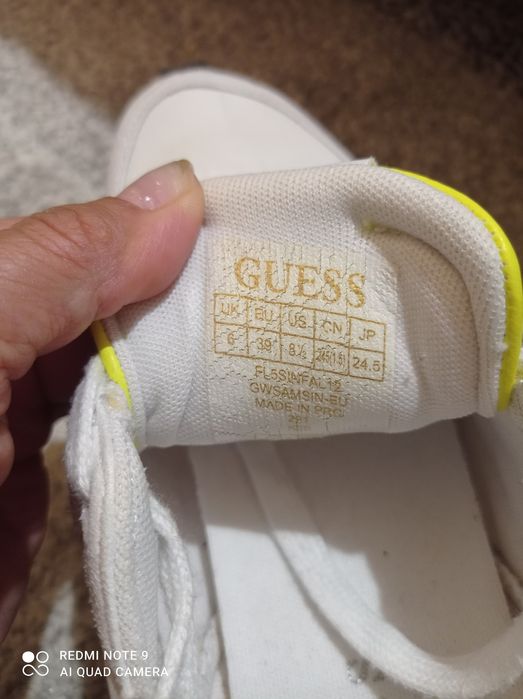 GUESS
UK EU US CN JP
6 39 8½ 245(1.5) 24.5
FL5SINFAL12
GWSAMSIN-EU
MADE IN PRC
REDMI NOTE 9
AI QUAD CAMERA